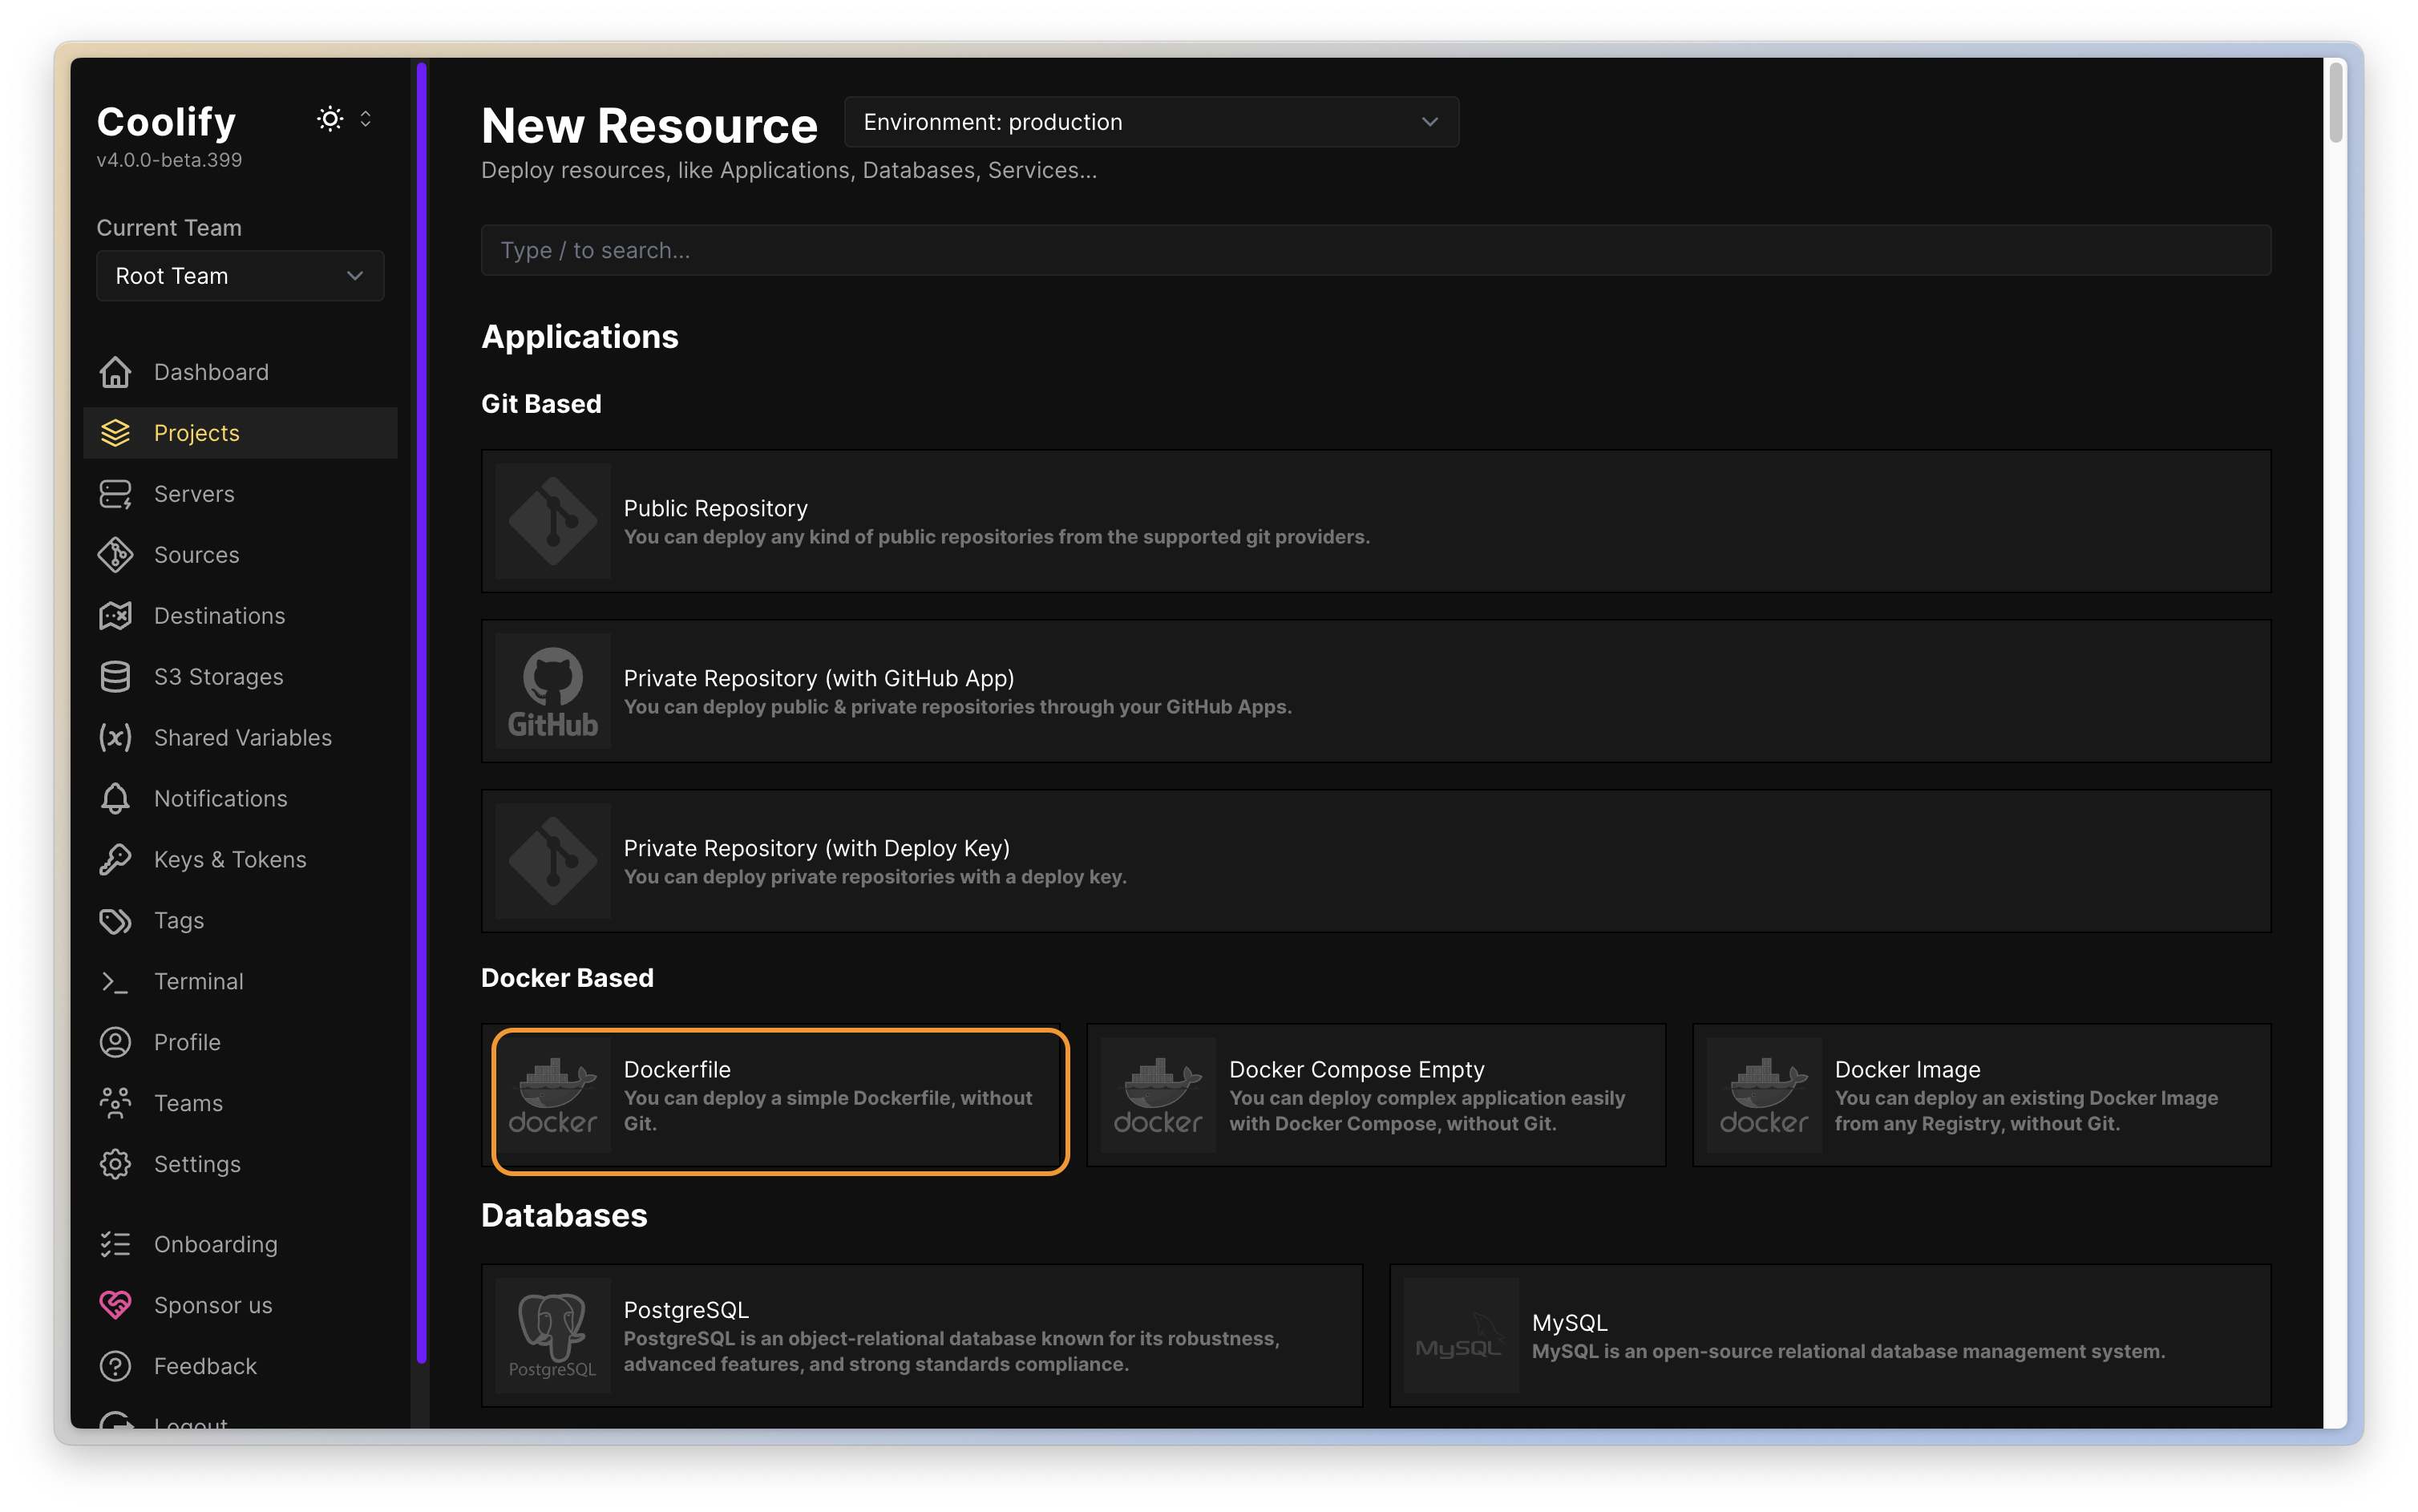 Coolify
v4.0.0-beta.399
Current Team
Root Team
Dashboard
Projects
Servers
Sources
Destinations
S3 Storages
Shared Variables
Notifications
Keys & Tokens
Tags
Terminal
Profile
Teams
Settings
Onboarding
Sponsor us
Feedback
Logout
New Resource
Environment: production
Deploy resources, like Applications, Databases, Services...
Type / to search...
Applications
Git Based
Public Repository
You can deploy any kind of public repositories from the supported git providers.
GitHub
Private Repository (with GitHub App)
You can deploy public & private repositories through your GitHub Apps.
Private Repository (with Deploy Key)
You can deploy private repositories with a deploy key.
Docker Based
docker
Dockerfile
You can deploy a simple Dockerfile, without
Git.
docker
Docker Compose Empty
You can deploy complex application easily
with Docker Compose, without Git.
docker
Docker Image
You can deploy an existing Docker Image
from any Registry, without Git.
Databases
PostgreSQL
PostgreSQL
PostgreSQL is an object-relational database known for its robustness,
advanced features, and strong standards compliance.
MySQL
MySQL
MySQL is an open-source relational database management system.